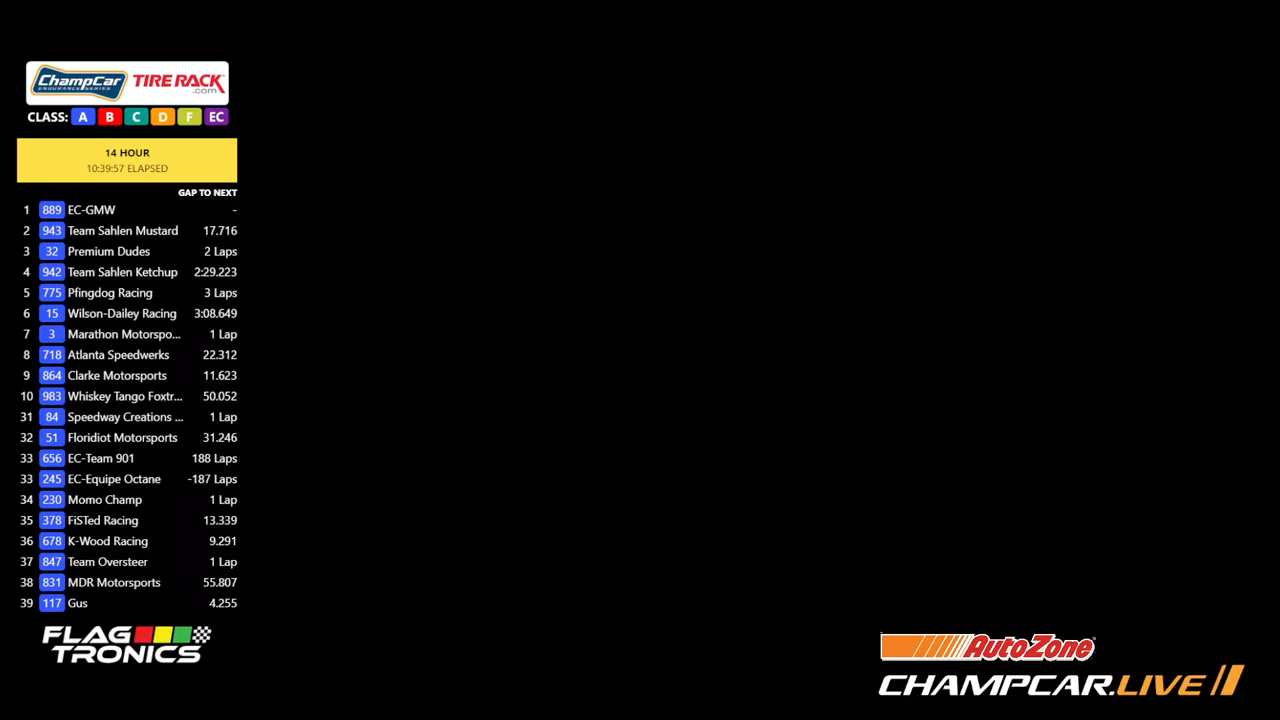 ChampCar
ENDURANCE SERIES
TIRE RACK
.com
CLASS: A B C D F EC
14 HOUR
10:39:57 ELAPSED
GAP TO NEXT
1 889 EC-GMW -
2 943 Team Sahlen Mustard 17.716
3 32 Premium Dudes 2 Laps
4 942 Team Sahlen Ketchup 2:29.223
5 775 Pfingdog Racing 3 Laps
6 15 Wilson-Dailey Racing 3:08.649
7 3 Marathon Motorspo... 1 Lap
8 718 Atlanta Speedwerks 22.312
9 864 Clarke Motorsports 11.623
10 983 Whiskey Tango Foxtr... 50.052
31 84 Speedway Creations ... 1 Lap
32 51 Floridiot Motorsports 31.246
33 656 EC-Team 901 188 Laps
33 245 EC-Equipe Octane -187 Laps
34 230 Momo Champ 1 Lap
35 378 FiSTed Racing 13.339
36 678 K-Wood Racing 9.291
37 847 Team Oversteer 1 Lap
38 831 MDR Motorsports 55.807
39 117 Gus 4.255
FLAG
TRONICS
AutoZone
CHAMPCAR.LIVE